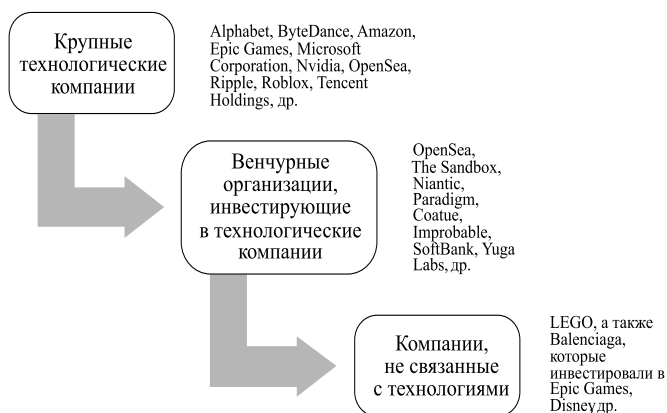 Крупные
технологические
компании
Alphabet, ByteDance, Amazon,
Epic Games, Microsoft
Corporation, Nvidia, OpenSea,
Ripple, Roblox, Tencent
Holdings, др.
Венчурные
организации,
инвестирующие
в технологические
компании
OpenSea,
The Sandbox,
Niantic,
Paradigm,
Coatue,
Improbable,
SoftBank, Yuga
Labs, др.
Компании,
не связанные
с технологиями
LEGO, а также
Balenciaga,
которые
инвестировали в
Epic Games,
Disney др.